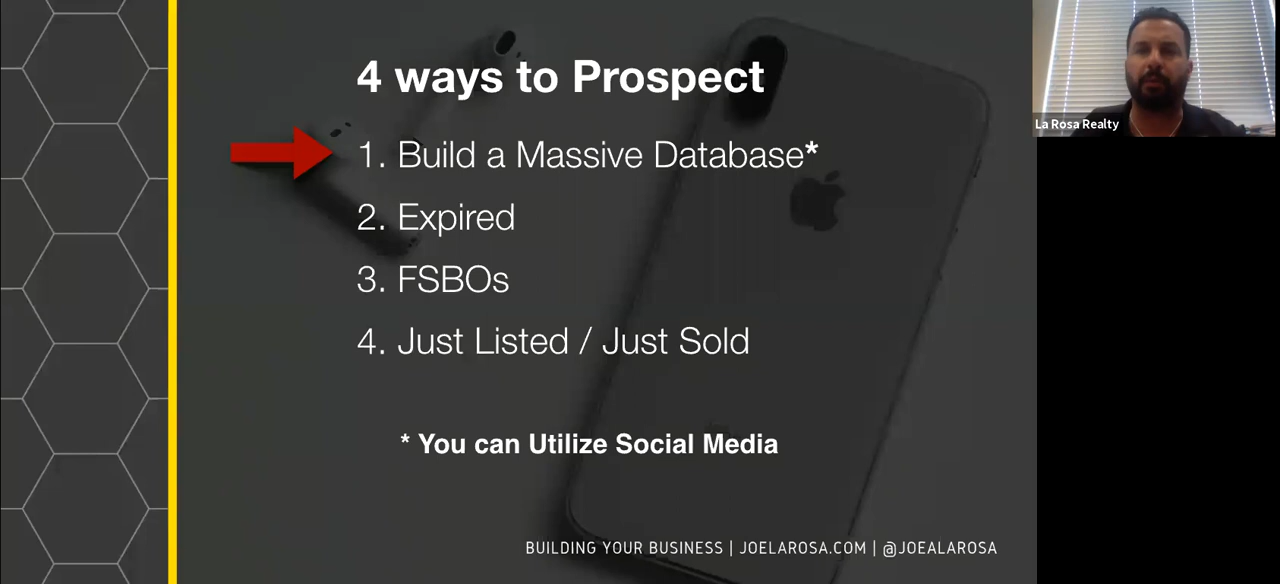 4 ways to Prospect
1. Build a Massive Database*
2. Expired
3. FSBOs
4. Just Listed / Just Sold
* You can Utilize Social Media
BUILDING YOUR BUSINESS | JOELAROSA.COM | @JOEALAROSA
La Rosa Realty